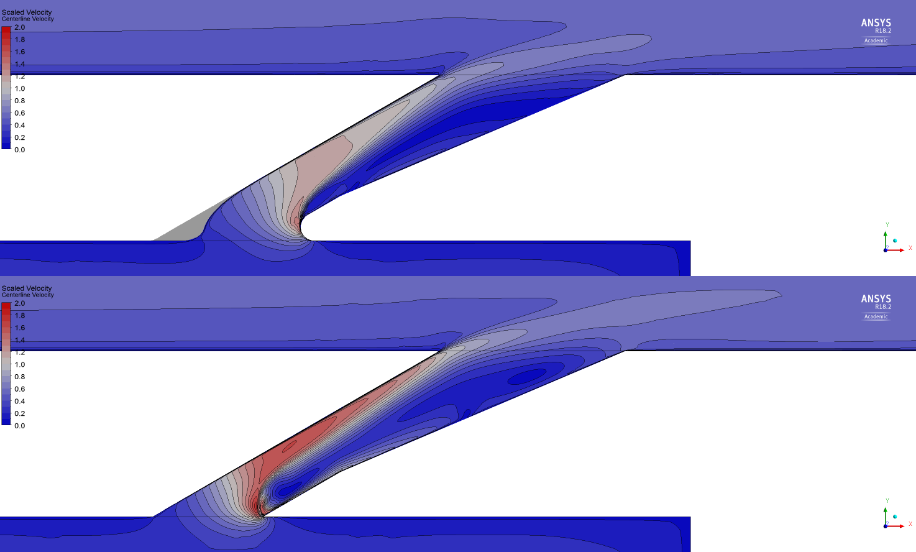 Scaled Velocity
Centerline Velocity
2.0
1.8
1.6
1.4
1.2
1.0
0.8
0.6
0.4
0.2
0.0
ANSYS
R18.2
Academic
Y
X
Scaled Velocity
Centerline Velocity
2.0
1.8
1.6
1.4
1.2
1.0
0.8
0.6
0.4
0.2
0.0
ANSYS
R18.2
Academic
Y
X